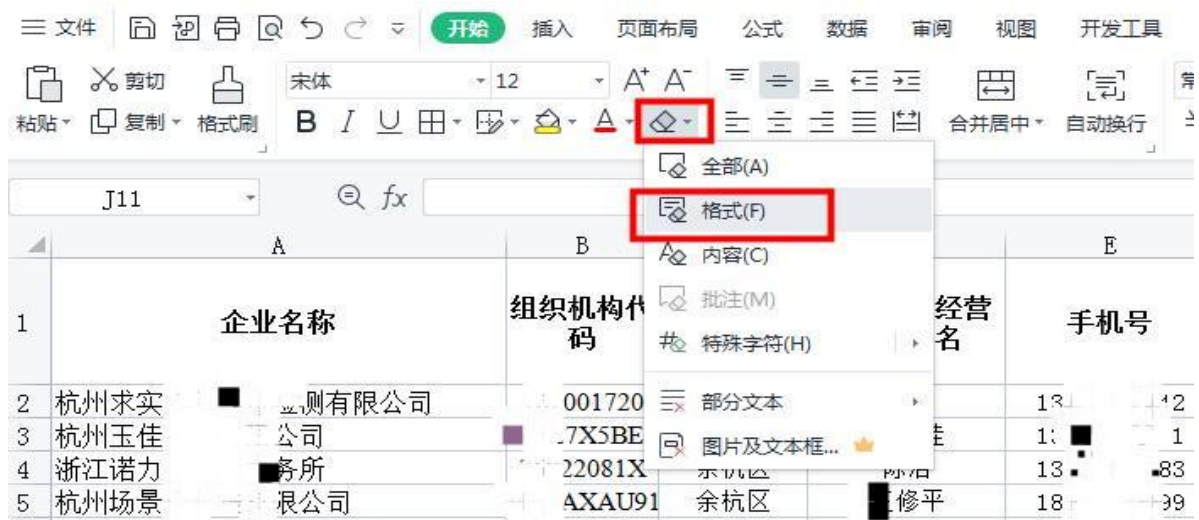 文件 开始 插入 页面布局 公式 数据 审阅 视图 开发工具
剪切 宋体 12 A+ A-
粘贴 复制 格式刷 B I U A 合并居中 自动换行
全部(A)
J11 fx
格式(F)
A B E
内容(C)
批注(M)
特殊字符(H)
部分文本
图片及文本框...
1 企业名称 组织机构代码 经营 名 手机号
2 杭州求实 测有限公司 001720 13 42
3 杭州玉佳 公司 7X5BE 1
4 浙江诺力 务所 22081X 余杭区 13 83
5 杭州场景 限公司 AXAU91 余杭区 修平 18 99